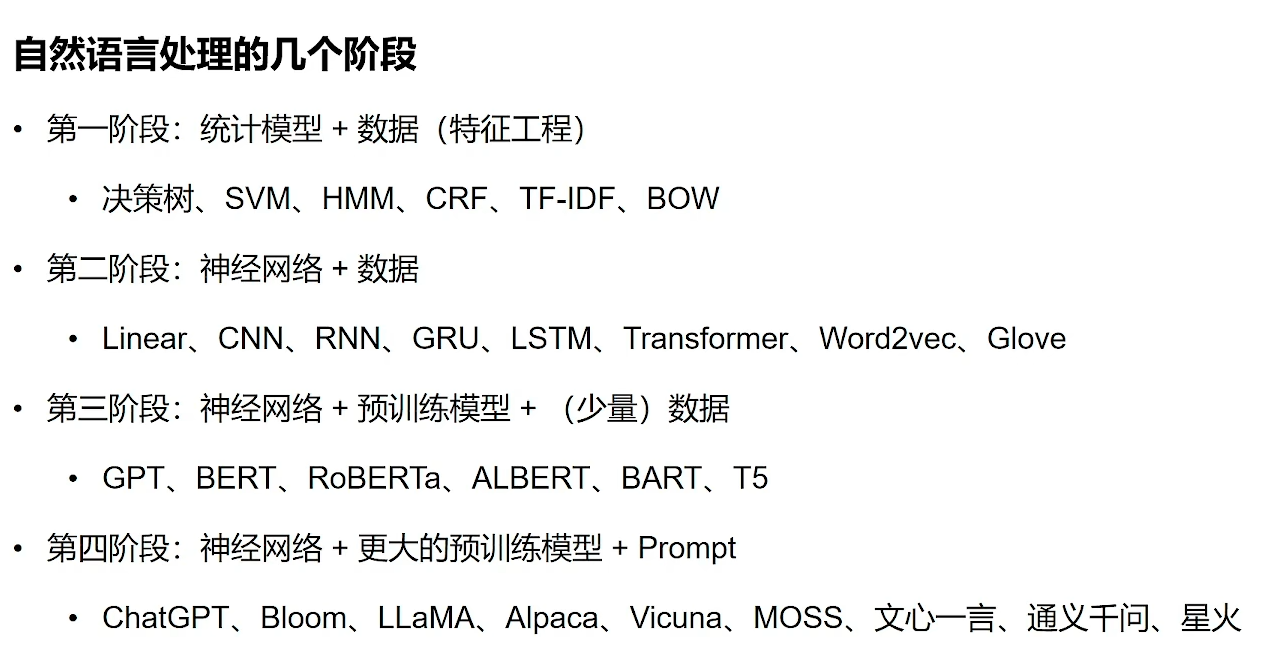 自然语言处理的几个阶段
• 第一阶段：统计模型 + 数据（特征工程）
• 决策树、SVM、HMM、CRF、TF-IDF、BOW
• 第二阶段：神经网络 + 数据
• Linear、CNN、RNN、GRU、LSTM、Transformer、Word2vec、Glove
• 第三阶段：神经网络 + 预训练模型 + （少量）数据
• GPT、BERT、RoBERTa、ALBERT、BART、T5
• 第四阶段：神经网络 + 更大的预训练模型 + Prompt
• ChatGPT、Bloom、LLaMA、Alpaca、Vicuna、MOSS、文心一言、通义千问、星火